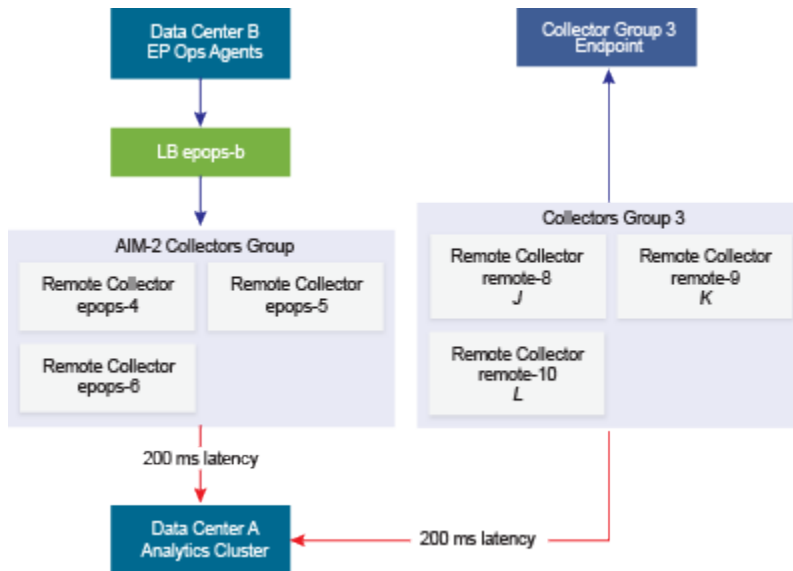 Data Center B
EP Ops Agents
LB epops-b
AIM-2 Collectors Group
Remote Collector
epops-4
Remote Collector
epops-5
Remote Collector
epops-6
200 ms latency
Data Center A
Analytics Cluster
Collector Group 3
Endpoint
Collectors Group 3
Remote Collector
remote-8
J
Remote Collector
remote-9
K
Remote Collector
remote-10
L
200 ms latency